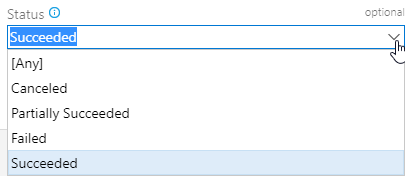 Status optional
Succeeded
[Any]
Canceled
Partially Succeeded
Failed
Succeeded